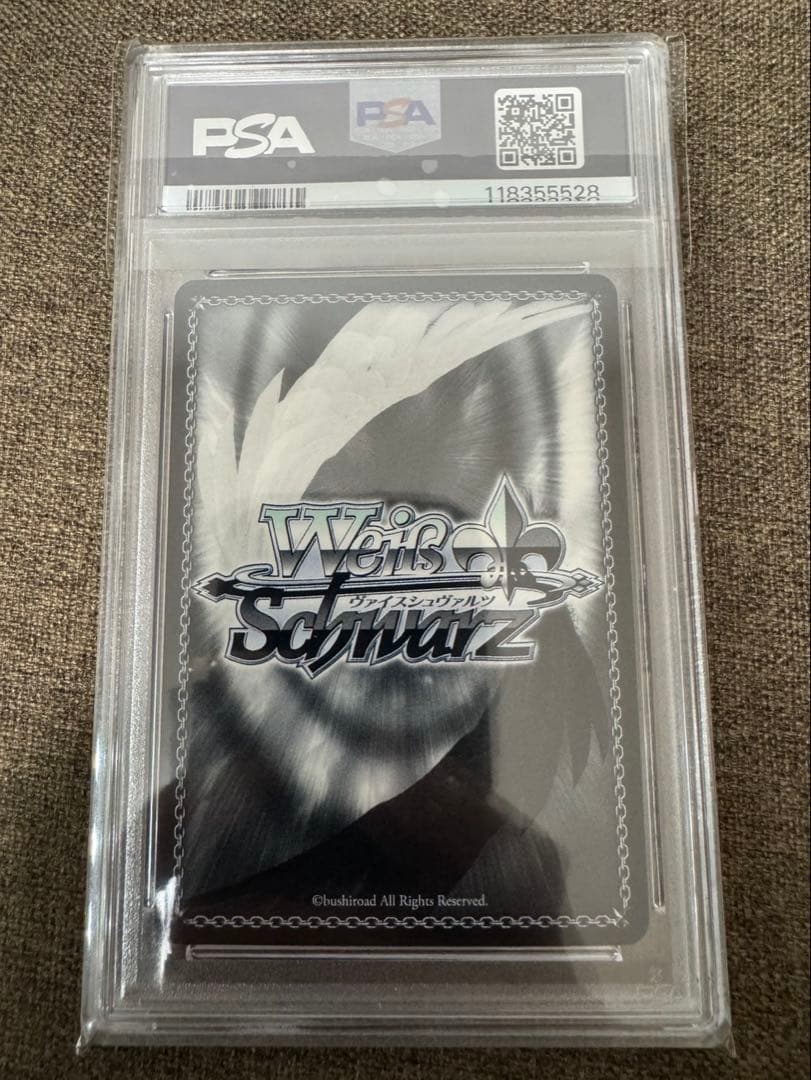 PSA
PSA
118355528
Weiß
ヴァイスシュヴァルツ
Schwarz
©bushiroad All Rights Reserved.